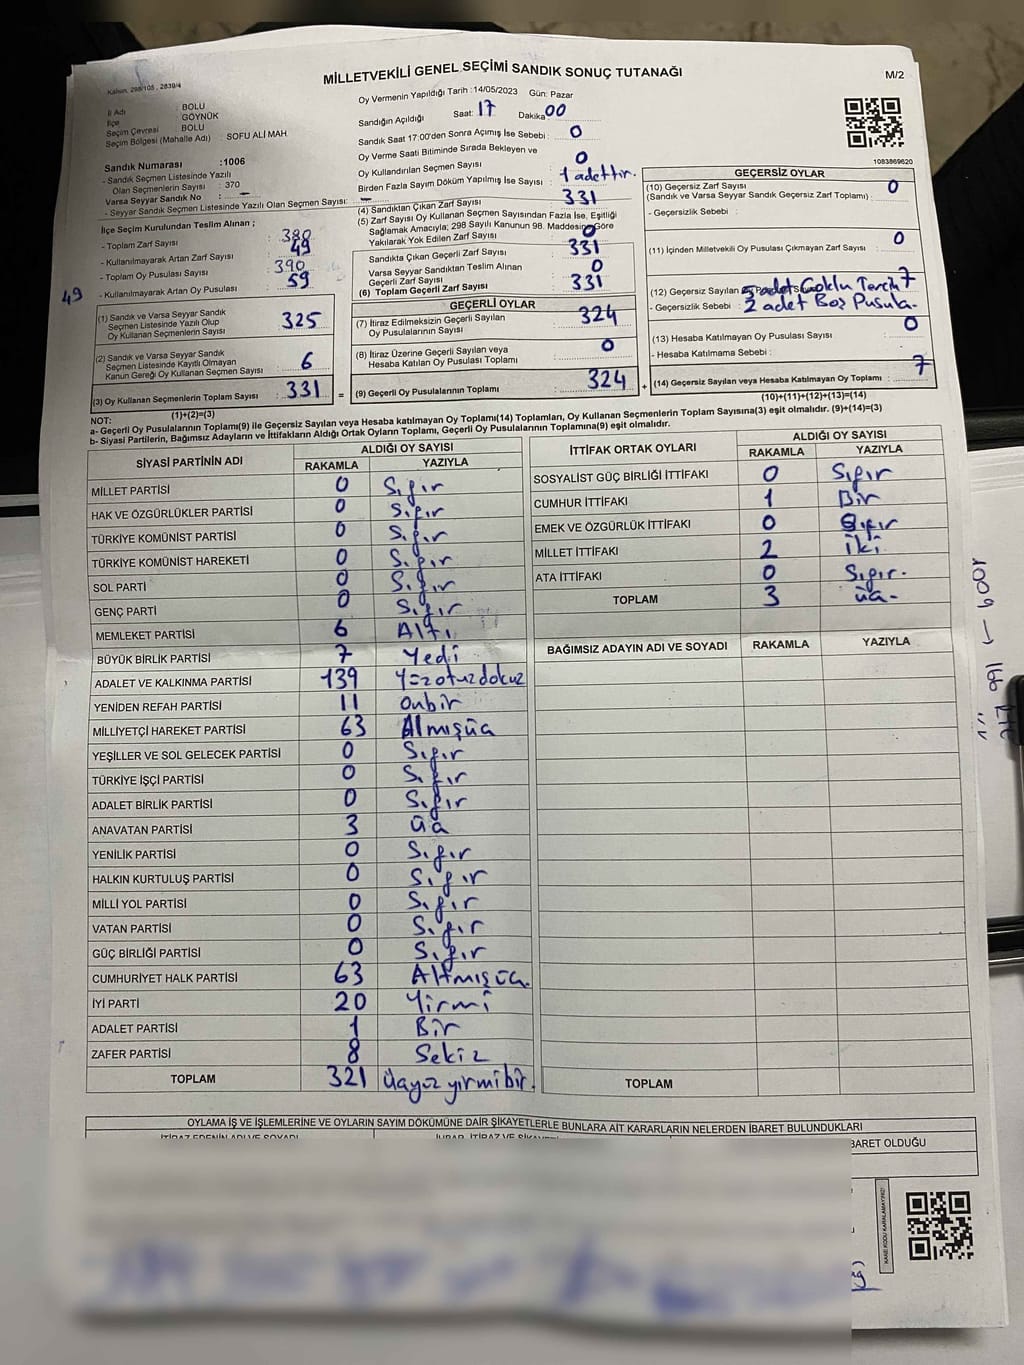 MİLLETVEKİLİ GENEL SEÇİMİ SANDIK SONUÇ TUTANAĞI
M/2
Kanun, 298/105 , 2839/4
İl Adı : BOLU
İlçe : GÖYNÜK
Seçim Çevresi : BOLU
Seçim Bölgesi (Mahalle Adı) : SOFU ALİ MAH
Sandık Numarası :1006
- Sandık Seçmen Listesinde Yazılı
Olan Seçmenlerin Sayısı : 370
Varsa Seyyar Sandık No : -
- Seyyar Sandık Seçmen Listesinde Yazılı Olan Seçmen Sayısı: -
İlçe Seçim Kurulundan Teslim Alınan ;
- Toplam Zarf Sayısı : 380
- Kullanılmayarak Artan Zarf Sayısı : 49
- Toplam Oy Pusulası Sayısı : 390
- Kullanılmayarak Artan Oy Pusulası : 59
49
Oy Vermenin Yapıldığı Tarih :14/05/2023 Gün: Pazar
Sandığın Açıldığı Saat: 17 Dakika 00
Sandık Saat 17:00'den Sonra Açımış İse Sebebi : 0
Oy Verme Saati Bitiminde Sırada Bekleyen ve
Oy Kullandırılan Seçmen Sayısı : 0
Birden Fazla Sayım Döküm Yapılmış İse Sayısı : 1 adettir.
(4) Sandıktan Çıkan Zarf Sayısı : 331
(5) Zarf Sayısı Oy Kullanan Seçmen Sayısından Fazla İse, Eşitliği
Sağlamak Amacıyla; 298 Sayılı Kanunun 98. Maddesine Göre
Yakılarak Yok Edilen Zarf Sayısı : 0
Sandıkta Çıkan Geçerli Zarf Sayısı : 331
Varsa Seyyar Sandıktan Teslim Alınan
Geçerli Zarf Sayısı : 0
(6) Toplam Geçerli Zarf Sayısı : 331
1083869620
GEÇERSİZ OYLAR
(10) Geçersiz Zarf Sayısı
(Sandık ve Varsa Seyyar Sandık Geçersiz Zarf Toplamı) : 0
- Geçersizlik Sebebi :
(11) İçinden Milletvekili Oy Pusulası Çıkmayan Zarf Sayısı : 0
(12) Geçersiz Sayılan 7
5 adet Çoklu Tercih
- Geçersizlik Sebebi : 2 adet Boş Pusula.
(13) Hesaba Katılmayan Oy Pusulası Sayısı : 0
- Hesaba Katılmama Sebebi :
(14) Geçersiz Sayılan veya Hesaba Katılmayan Oy Toplamı : 7
(10)+(11)+(12)+(13)=(14)
(1) Sandık ve Varsa Seyyar Sandık
Seçmen Listesinde Yazılı Olup
Oy Kullanan Seçmenlerin Sayısı : 325
(2) Sandık ve Varsa Seyyar Sandık
Seçmen Listesinde Kayıtlı Olmayan
Kanun Gereği Oy Kullanan Seçmen Sayısı : 6
(3) Oy Kullanan Seçmenlerin Toplam Sayısı : 331 =
(1)+(2)=(3)
GEÇERLİ OYLAR
(7) İtiraz Edilmeksizin Geçerli Sayılan
Oy Pusulalarının Sayısı : 324
(8) İtiraz Üzerine Geçerli Sayılan veya
Hesaba Katılan Oy Pusulası Toplamı : 0
(9) Geçerli Oy Pusulalarının Toplamı : 324 +
NOT:
a- Geçerli Oy Pusulaların Toplamı(9) ile Geçersiz Sayılan veya Hesaba katılmayan Oy Toplamı(14) Toplamları, Oy Kullanan Seçmenlerin Toplam Sayısına(3) eşit olmalıdır. (9)+(14)=(3)
b- Siyasi Partilerin, Bağımsız Adayların ve İttifakların Aldığı Ortak Oyların Toplamı, Geçerli Oy Pusulalarının Toplamına(9) eşit olmalıdır.
SİYASİ PARTİNİN ADI ALDIĞI OY SAYISI
RAKAMLA YAZIYLA
MİLLET PARTİSİ 0 Sıfır
HAK VE ÖZGÜRLÜKLER PARTİSİ 0 Sıfır
TÜRKİYE KOMÜNİST PARTİSİ 0 Sıfır
TÜRKİYE KOMÜNİST HAREKETİ 0 Sıfır
SOL PARTİ 0 Sıfır
GENÇ PARTİ 0 Sıfır
MEMLEKET PARTİSİ 6 Altı
BÜYÜK BİRLİK PARTİSİ 7 Yedi
ADALET VE KALKINMA PARTİSİ 139 Yüzotuzdokuz
YENİDEN REFAH PARTİSİ 11 Onbir
MİLLİYETÇİ HAREKET PARTİSİ 63 Almışüç
YEŞİLLER VE SOL GELECEK PARTİSİ 0 Sıfır
TÜRKİYE İŞÇİ PARTİSİ 0 Sıfır
ADALET BİRLİK PARTİSİ 0 Sıfır
ANAVATAN PARTİSİ 3 üç
YENİLİK PARTİSİ 0 Sıfır
HALKIN KURTULUŞ PARTİSİ 0 Sıfır
MİLLİ YOL PARTİSİ 0 Sıfır
VATAN PARTİSİ 0 Sıfır
GÜÇ BİRLİĞİ PARTİSİ 0 Sıfır
CUMHURİYET HALK PARTİSİ 63 Altmışüç.
İYİ PARTİ 20 Yirmi
ADALET PARTİSİ 1 Bir
ZAFER PARTİSİ 8 Sekiz
TOPLAM 321 Üçyüzyirmibir.
İTTİFAK ORTAK OYLARI ALDIĞI OY SAYISI
RAKAMLA YAZIYLA
SOSYALİST GÜÇ BİRLİĞİ İTTİFAKI 0 Sıfır
CUMHUR İTTİFAKI 1 Bir
EMEK VE ÖZGÜRLÜK İTTİFAKI 0 Sıfır
MİLLET İTTİFAKI 2 İki
ATA İTTİFAKI 0 Sıfır.
TOPLAM 3 üç.
BAĞIMSIZ ADAYIN ADI VE SOYADI RAKAMLA YAZIYLA
TOPLAM
OYLAMA İŞ VE İŞLEMLERİNE VE OYLARIN SAYIM DÖKÜMÜNE DAİR ŞİKAYETLERLE BUNLARA AİT KARARLARIN NELERDEN İBARET BULUNDUKLARI
İTİRAZ EDENİN ADI VE SOYADI
BARET OLDUĞU